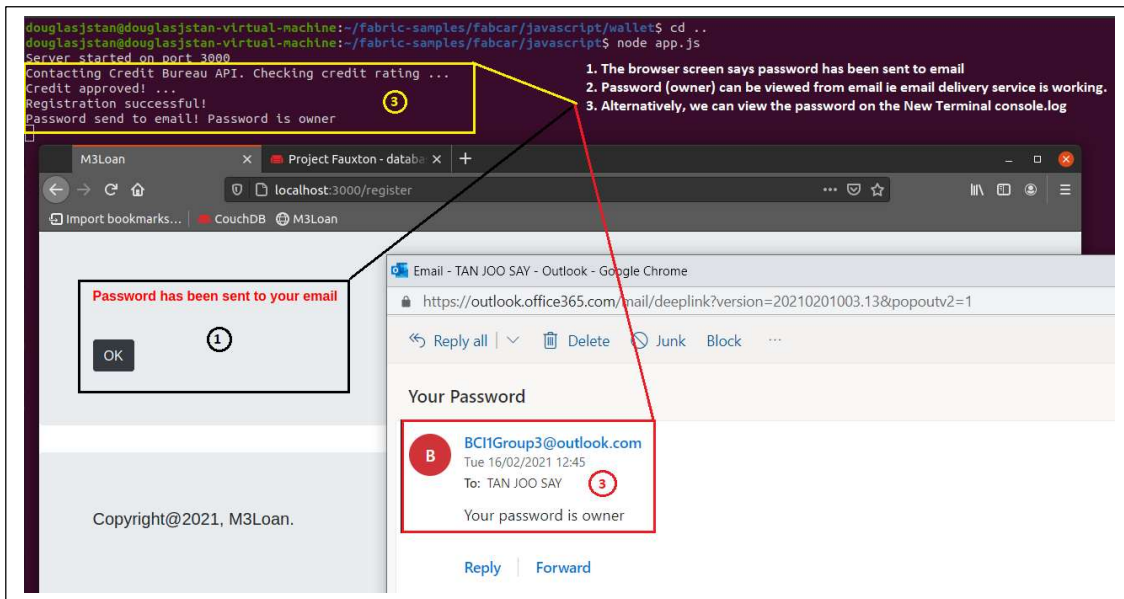 douglasjstan@douglasjstan-virtual-machine:~/fabric-samples/fabcar/javascript/wallet$ cd ..
douglasjstan@douglasjstan-virtual-machine:~/fabric-samples/fabcar/javascript$ node app.js
Server started on port 3000
Contacting Credit Bureau API. Checking credit rating ...
Credit approved! ...
Registration successful!
Password send to email! Password is owner
3
1. The browser screen says password has been sent to email
2. Password (owner) can be viewed from email ie email delivery service is working.
3. Alternatively, we can view the password on the New Terminal console.log
M3Loan
Project Fauxton - databa
localhost:3000/register
Import bookmarks...
CouchDB
M3Loan
Password has been sent to your email
1
OK
Copyright@2021, M3Loan.
Email - TAN JOO SAY - Outlook - Google Chrome
https://outlook.office365.com/mail/deeplink?version=20210201003.13&popoutv2=1
Reply all
Delete
Junk
Block
...
Your Password
B
BCI1Group3@outlook.com
Tue 16/02/2021 12:45
To: TAN JOO SAY
3
Your password is owner
Reply
Forward